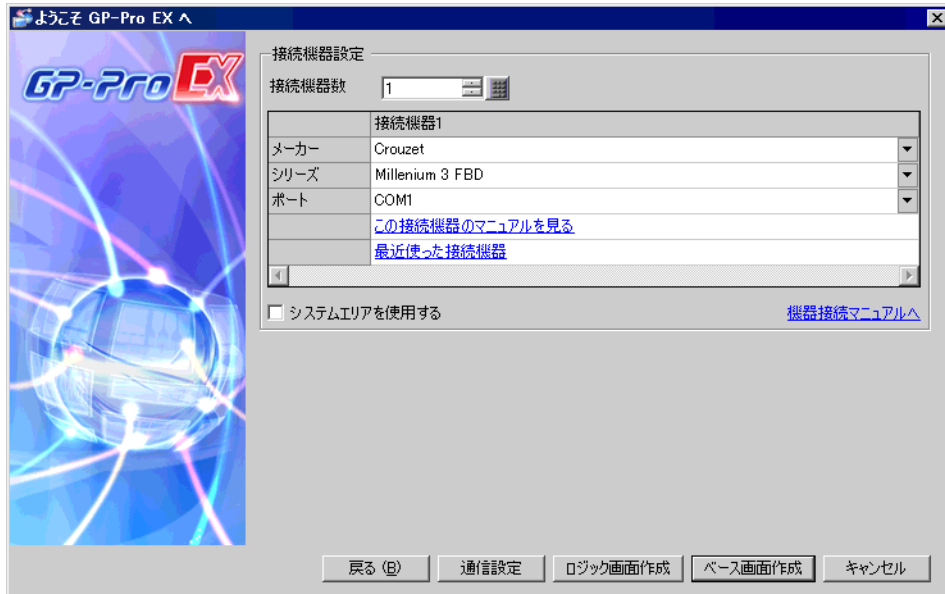 ようこそ GP-Pro EX へ
GP-Pro EX
接続機器設定
接続機器数 1
接続機器1
メーカー Crouzet
シリーズ Millenium 3 FBD
ポート COM1
この接続機器のマニュアルを見る
最近使った接続機器
システムエリアを使用する 機器接続マニュアルへ
戻る (B) 通信設定 ロジック画面作成 ベース画面作成 キャンセル